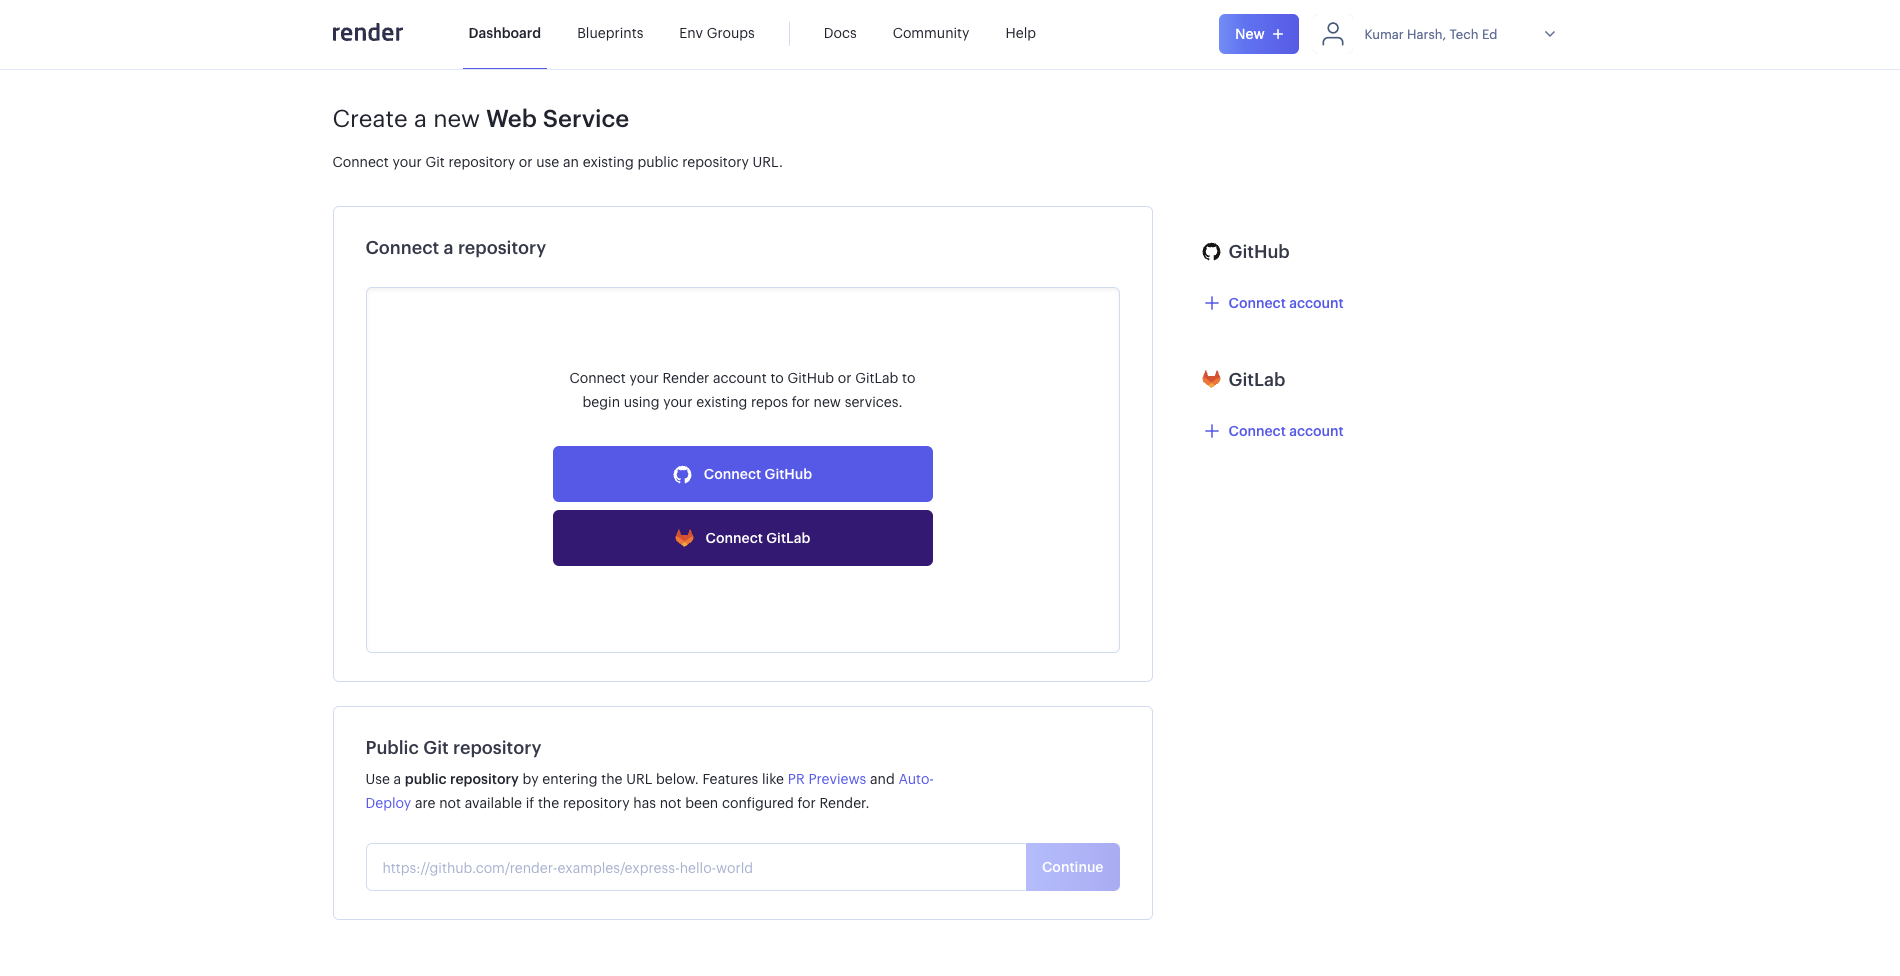 render
Dashboard
Blueprints
Env Groups
Docs
Community
Help
New +
Kumar Harsh, Tech Ed
Create a new Web Service
Connect your Git repository or use an existing public repository URL.
Connect a repository
Connect your Render account to GitHub or GitLab to
begin using your existing repos for new services.
Connect GitHub
Connect GitLab
GitHub
+ Connect account
GitLab
+ Connect account
Public Git repository
Use a public repository by entering the URL below. Features like PR Previews and Auto-
Deploy are not available if the repository has not been configured for Render.
https://github.com/render-examples/express-hello-world
Continue